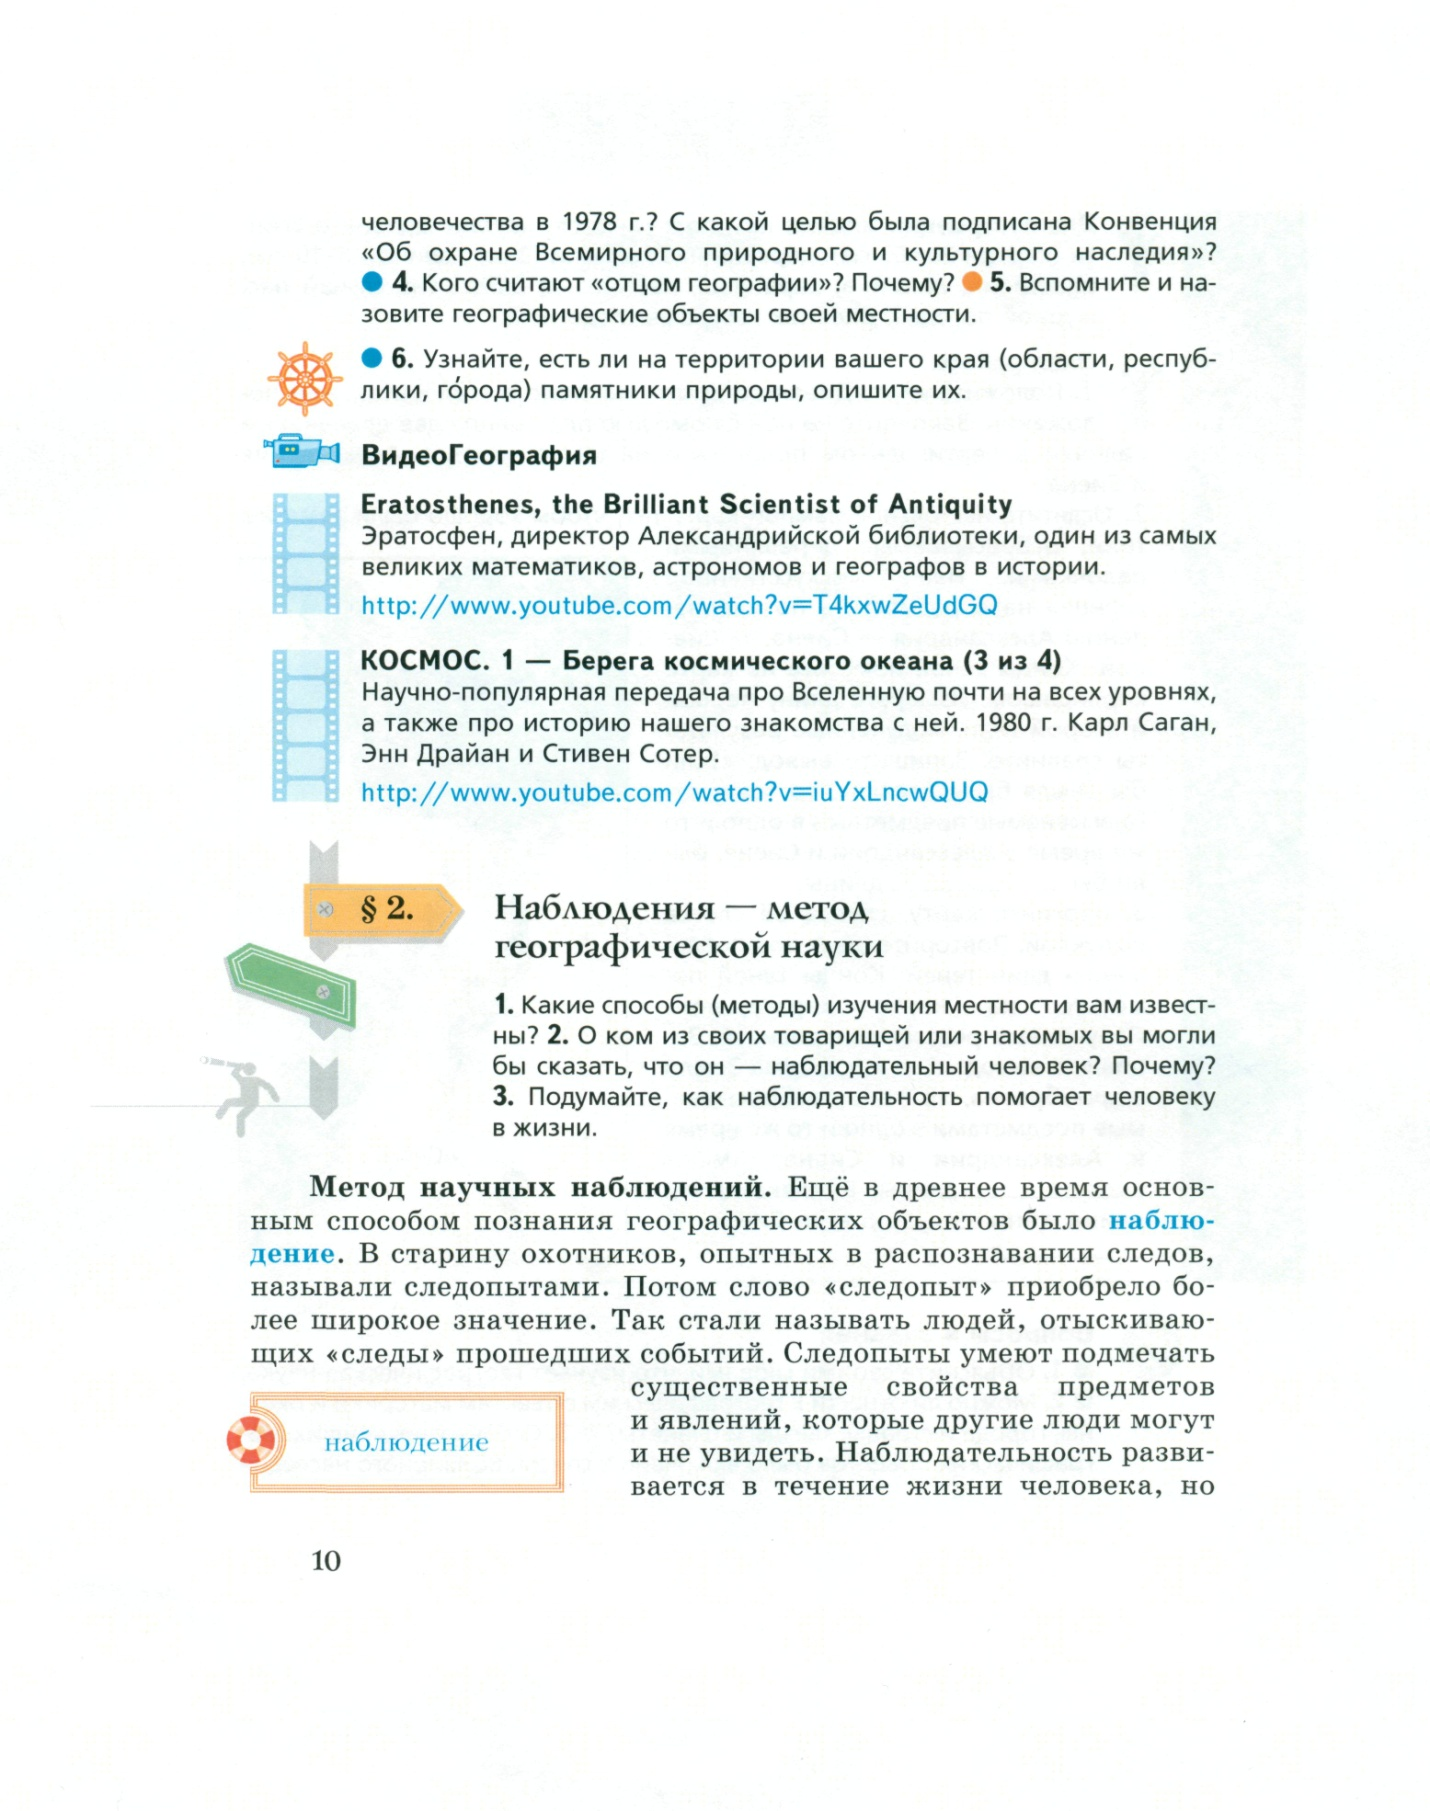 человечества в 1978 г.? С какой целью была подписана Конвенция
«Об охране Всемирного природного и культурного наследия»?
4. Кого считают «отцом географии»? Почему? 5. Вспомните и на-
зовите географические объекты своей местности.
6. Узнайте, есть ли на территории вашего края (области, респуб-
лики, го́рода) памятники природы, опишите их.
ВидеоГеография
Eratosthenes, the Brilliant Scientist of Antiquity
Эратосфен, директор Александрийской библиотеки, один из самых
великих математиков, астрономов и географов в истории.
http://www.youtube.com/watch?v=T4kxwZeUdGQ
КОСМОС. 1 — Берега космического океана (3 из 4)
Научно-популярная передача про Вселенную почти на всех уровнях,
а также про историю нашего знакомства с ней. 1980 г. Карл Саган,
Энн Драйан и Стивен Сотер.
http://www.youtube.com/watch?v=iuYxLncwQUQ
§ 2.
Наблюдения — метод
географической науки
1. Какие способы (методы) изучения местности вам извест-
ны? 2. О ком из своих товарищей или знакомых вы могли
бы сказать, что он — наблюдательный человек? Почему?
3. Подумайте, как наблюдательность помогает человеку
в жизни.
Метод научных наблюдений. Ещё в древнее время основ-
ным способом познания географических объектов было наблю-
дение. В старину охотников, опытных в распознавании следов,
называли следопытами. Потом слово «следопыт» приобрело бо-
лее широкое значение. Так стали называть людей, отыскиваю-
щих «следы» прошедших событий. Следопыты умеют подмечать
существенные свойства предметов
и явлений, которые другие люди могут
и не увидеть. Наблюдательность разви-
вается в течение жизни человека, но
наблюдение
10